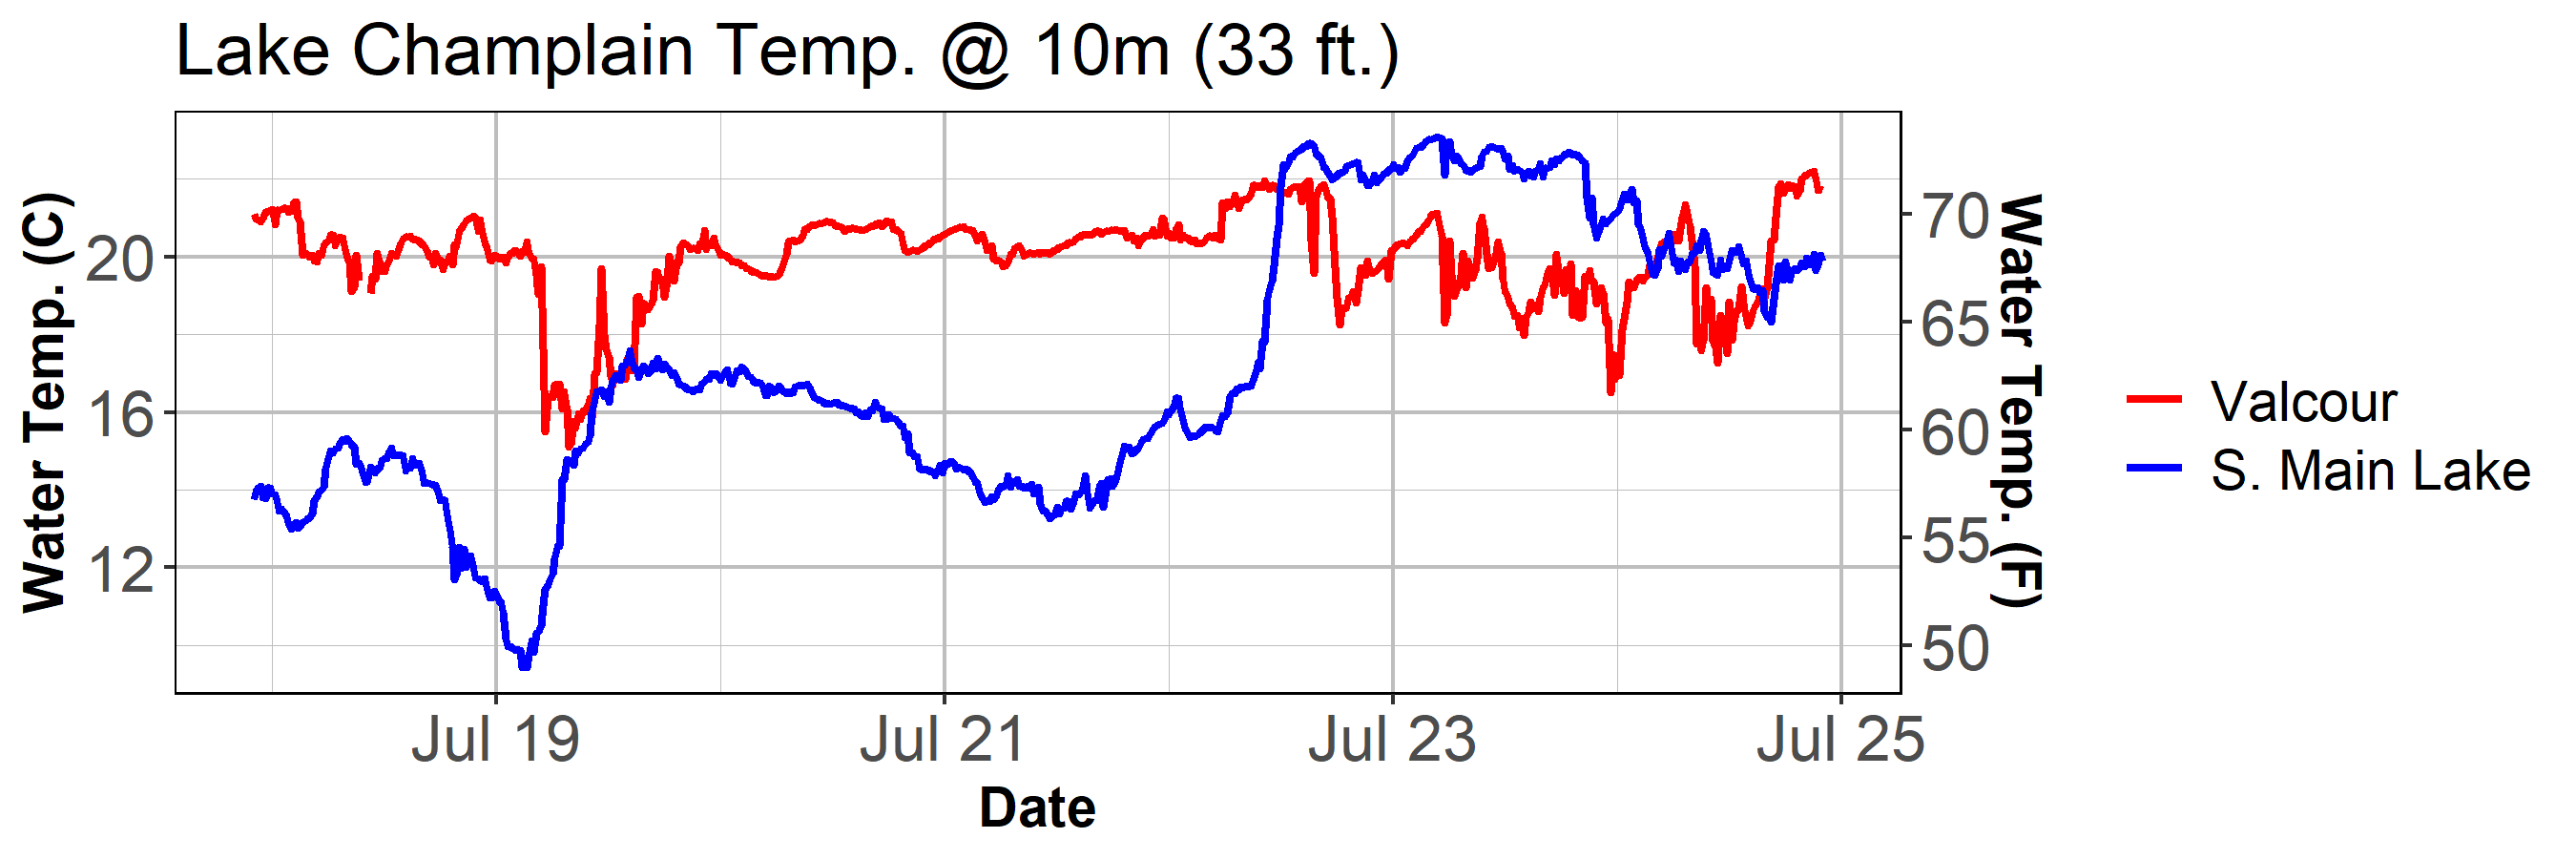 Lake Champlain Temp. @ 10m (33 ft.)
Water Temp. (C)
20
16
12
70
65
60
55
50
Water Temp. (F)
Jul 19
Jul 21
Jul 23
Jul 25
Date
Valcour
S. Main Lake